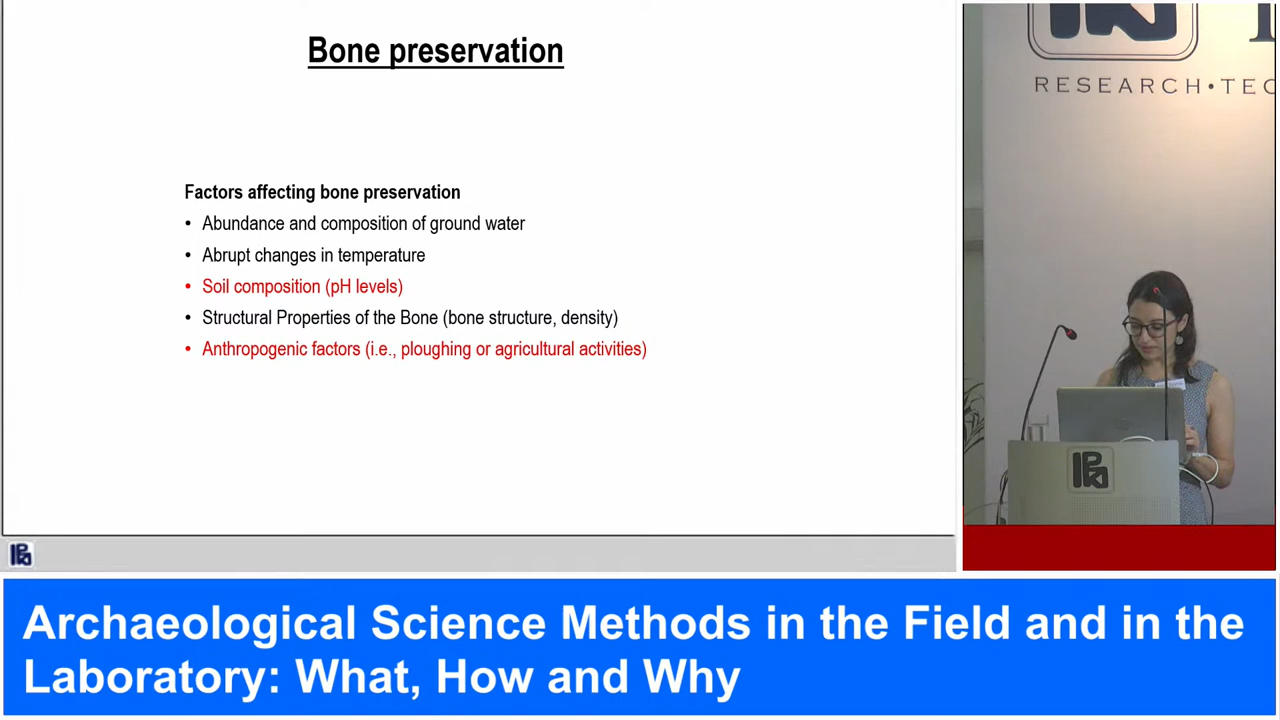 Bone preservation
Factors affecting bone preservation
• Abundance and composition of ground water
• Abrupt changes in temperature
• Soil composition (pH levels)
• Structural Properties of the Bone (bone structure, density)
• Anthropogenic factors (i.e., ploughing or agricultural activities)
RESEARCH•TEC
Archaeological Science Methods in the Field and in the
Laboratory: What, How and Why